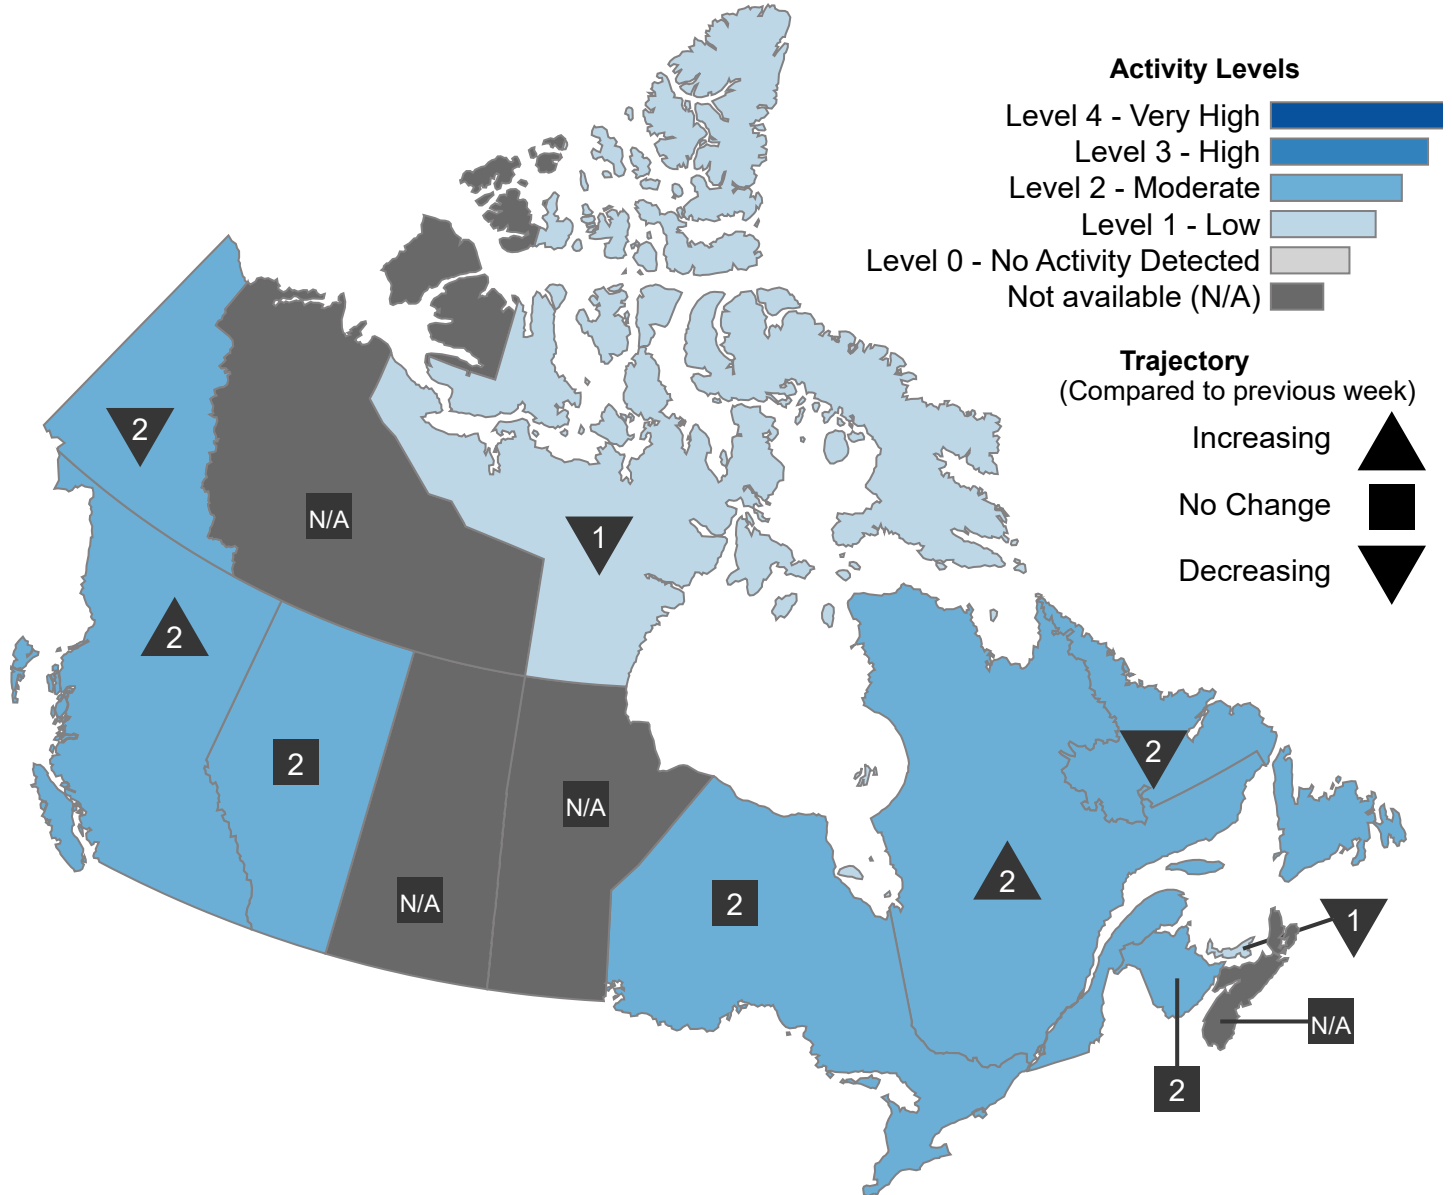 Activity Levels
Level 4 - Very High
Level 3 - High
Level 2 - Moderate
Level 1 - Low
Level 0 - No Activity Detected
Not available (N/A)
Trajectory
(Compared to previous week)
Increasing
No Change
Decreasing
2
N/A
1
2
2
2
N/A
N/A
2
2
1
N/A
2